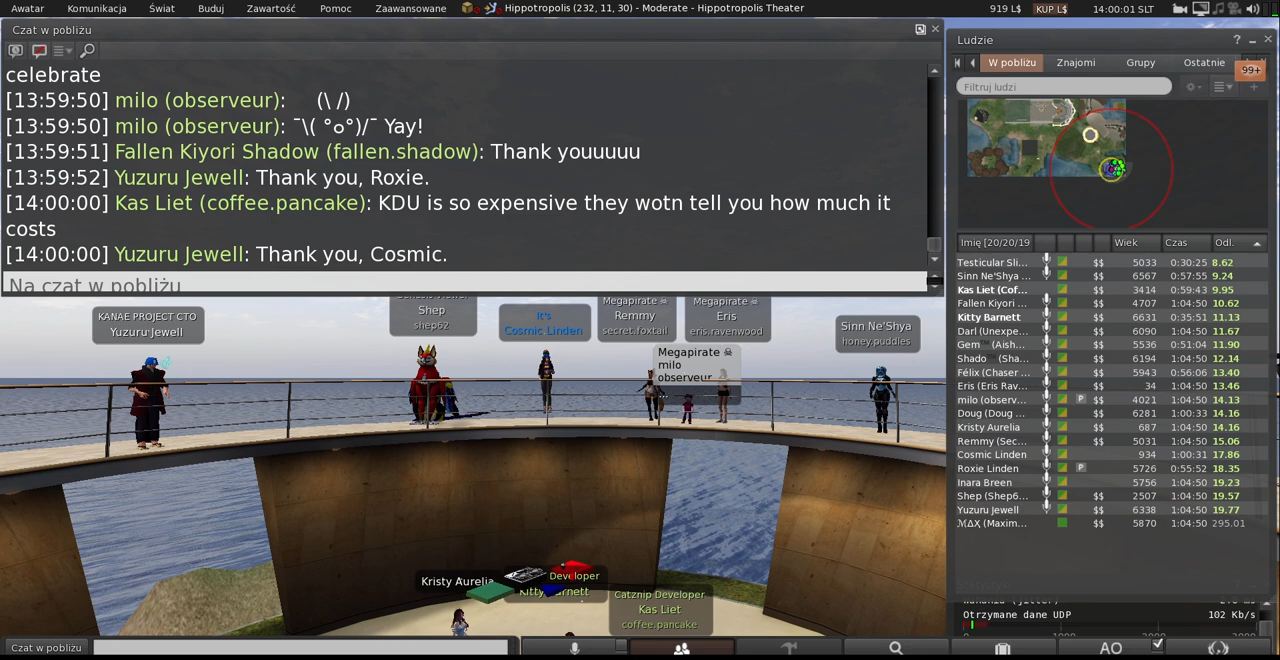 Awatar Komunikacja Świat Buduj Zawartość Pomoc Zaawansowane Hippotropolis (232, 11, 30) - Moderate - Hippotropolis Theater 919 L$ KUP L$ 14:00:01 SLT
Czat w pobliżu
celebrate
[13:59:50] milo (observeur): (\ /)
[13:59:50] milo (observeur): ¯\( °o°)/¯ Yay!
[13:59:51] Fallen Kiyori Shadow (fallen.shadow): Thank youuuuu
[13:59:52] Yuzuru Jewell: Thank you, Roxie.
[14:00:00] Kas Liet (coffee.pancake): KDU is so expensive they wotn tell you how much it
costs
[14:00:00] Yuzuru Jewell: Thank you, Cosmic.
Na czat w pobliżu
KANAE PROJECT CTO
Yuzuru Jewell
Shep
shep62
It's
Cosmic Linden
Megapirate ☠
Remmy
secret.foxtail
Megapirate ☠
Eris
eris.ravenwood
Megapirate ☠
milo
observeur
Sinn Ne'Shya
honey.puddles
Kristy Aurelia
Developer
Catznip Developer
Kas Liet
coffee.pancake
Czat w pobliżu
Ludzie
? _ ×
W pobliżu Znajomi Grupy Ostatnie
99+
Filtruj ludzi
Imię [20/20/19 Wiek Czas Odl.
Testicular Sli... $$ 5033 0:30:25 8.62
Sinn Ne'Shya ... $$ 6567 0:57:55 9.24
Kas Liet (Cof... $$ 3414 0:59:43 9.95
Fallen Kiyori ... $$ 4707 1:04:50 10.62
Kitty Barnett $$ 6631 0:35:51 11.13
Darl (Unexpe... $$ 6090 1:04:50 11.67
Gem™ (Aish... $$ 5536 0:51:04 11.90
Shado™ (Sha... $$ 6194 1:04:50 12.14
Félix (Chaser ... $$ 5943 0:56:06 13.40
Eris (Eris Rav... $$ 34 1:04:50 13.46
milo (observ... P $$ 4021 1:04:50 14.13
Doug (Doug ... $$ 6281 1:00:33 14.16
Kristy Aurelia $$ 687 1:04:50 14.16
Remmy (Sec... $$ 5031 1:04:50 15.06
Cosmic Linden 934 1:00:31 17.86
Roxie Linden P 5726 0:55:52 18.35
Inara Breen 5756 1:04:50 19.23
Shep (Shep6... $$ 2507 1:04:50 19.57
Yuzuru Jewell $$ 6338 1:04:50 19.77
ℳΔχ (Maxim... $$ 5870 1:04:50 295.01
Otrzymane dane UDP 102 Kb/s
AO